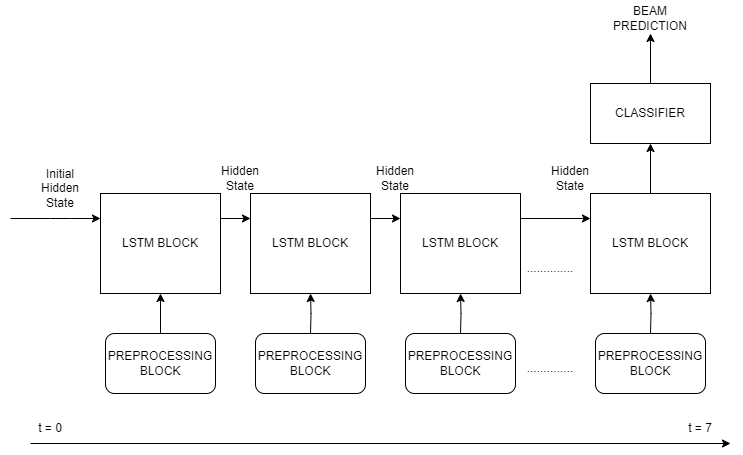 BEAM
PREDICTION
CLASSIFIER
Initial
Hidden
State
Hidden
State
Hidden
State
Hidden
State
LSTM BLOCK
LSTM BLOCK
LSTM BLOCK
LSTM BLOCK
PREPROCESSING
BLOCK
PREPROCESSING
BLOCK
PREPROCESSING
BLOCK
PREPROCESSING
BLOCK
t = 0
t = 7